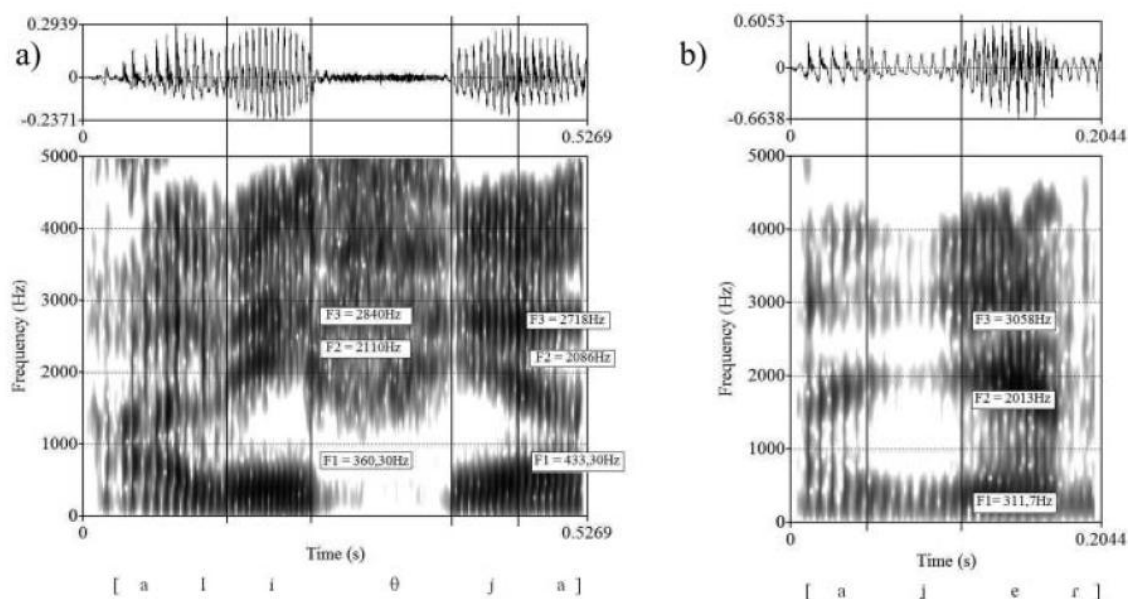 a)
0.2939
0
-0.2371
0
0.5269
5000
4000
3000
2000
1000
0
Frequency (Hz)
F3 = 2840Hz
F2 = 2110Hz
F1 = 360,30Hz
F3 = 2718Hz
F2 = 2086Hz
F1 = 433,30Hz
0
0.5269
Time (s)
[ a l i θ j a ]
b)
0.6053
0
-0.6638
0
0.2044
5000
4000
3000
2000
1000
0
Frequency (Hz)
F3 = 3058Hz
F2 = 2013Hz
F1= 311,7Hz
0
0.2044
Time (s)
[ a j e ɾ ]